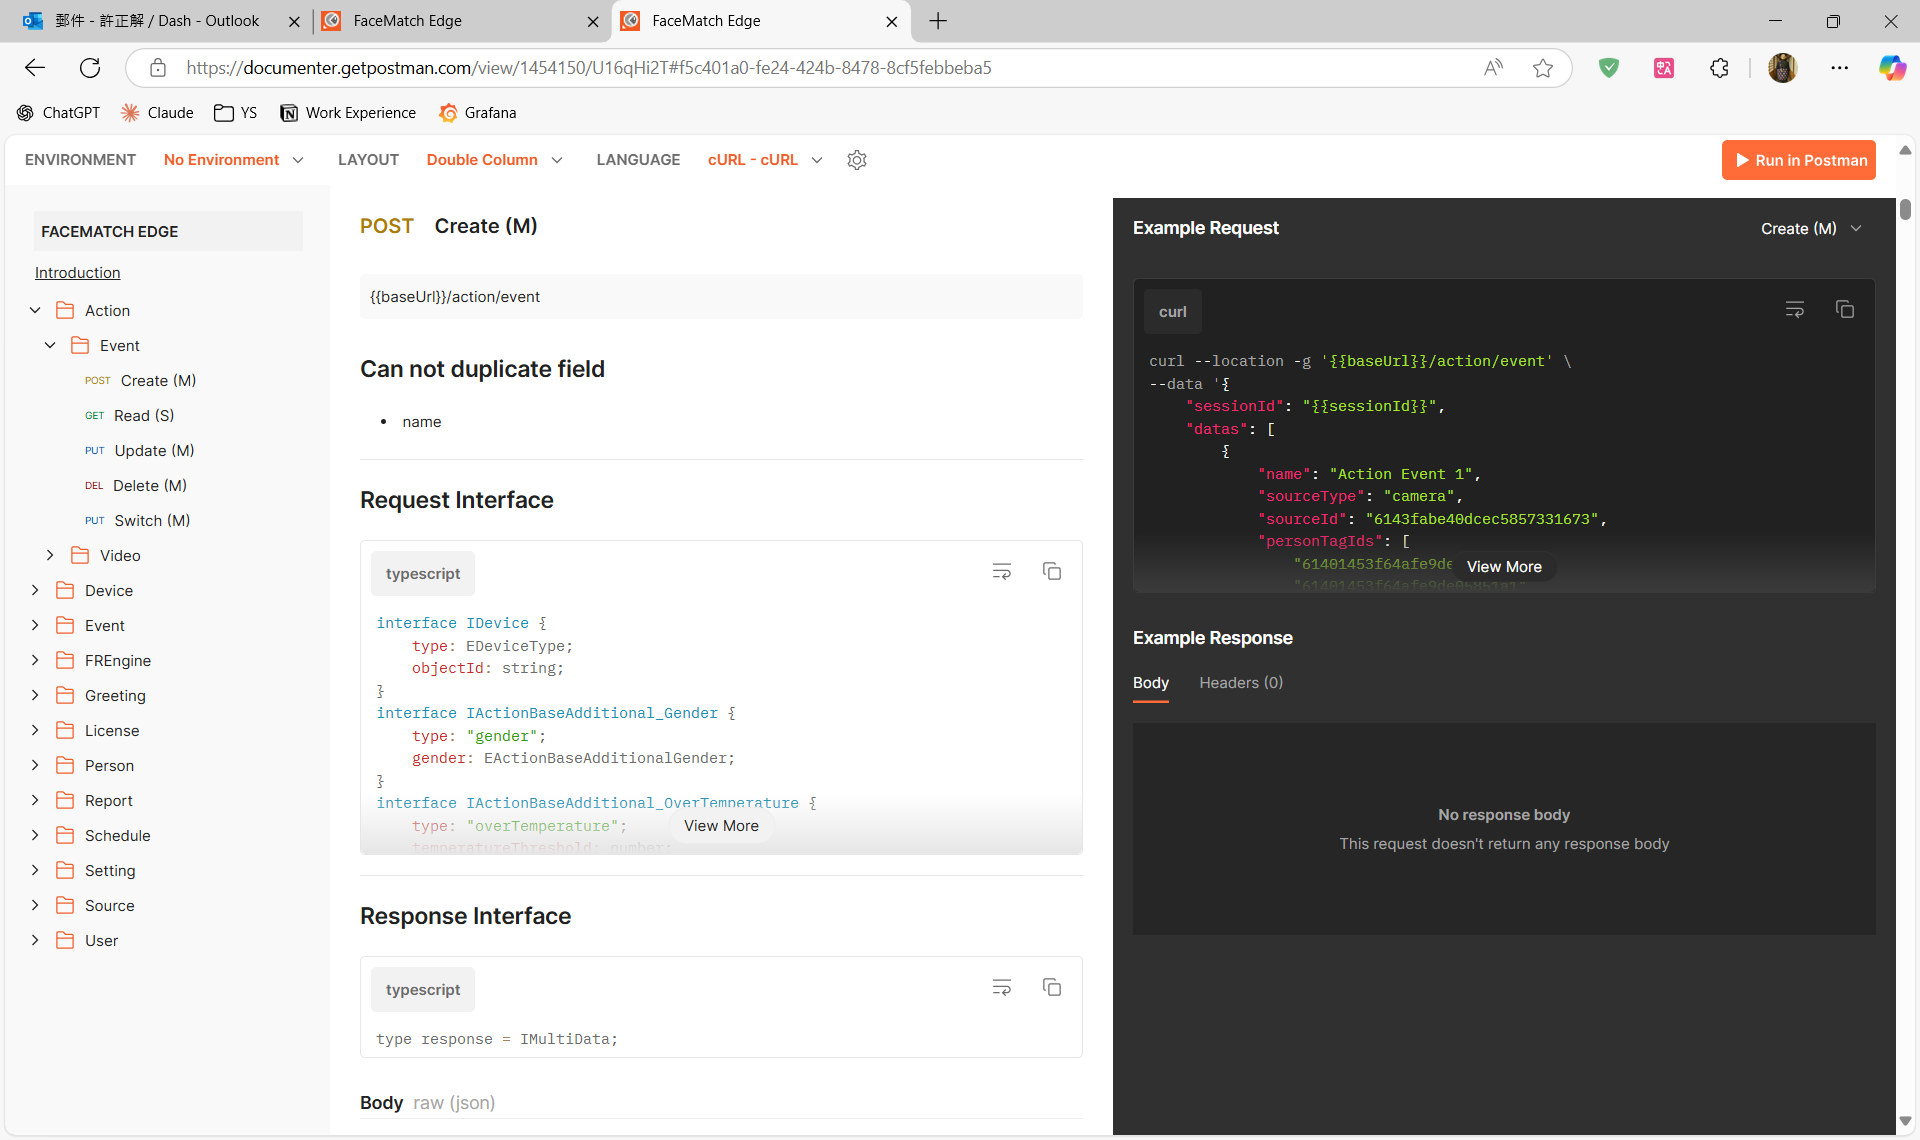 郵件 - 許正解 / Dash - Outlook
FaceMatch Edge
FaceMatch Edge
https://documenter.getpostman.com/view/1454150/U16qHi2T#f5c401a0-fe24-424b-8478-8cf5febbeba5
ChatGPT
Claude
YS
Work Experience
Grafana
ENVIRONMENT No Environment LAYOUT Double Column LANGUAGE cURL - cURL
Run in Postman
FACEMATCH EDGE
Introduction
Action
Event
POST Create (M)
GET Read (S)
PUT Update (M)
DEL Delete (M)
PUT Switch (M)
Video
Device
Event
FREngine
Greeting
License
Person
Report
Schedule
Setting
Source
User
POST Create (M)
{{baseUrl}}/action/event
Can not duplicate field
• name
Request Interface
typescript
interface IDevice {
type: EDeviceType;
objectId: string;
}
interface IActionBaseAdditional_Gender {
type: "gender";
gender: EActionBaseAdditionalGender;
}
interface IActionBaseAdditional_OverTemperature {
type: "overTemperature";
View More
temperatureThreshold: number;
Response Interface
typescript
type response = IMultiData;
Body raw (json)
Example Request
Create (M)
curl
curl --location -g '{{baseUrl}}/action/event' \
--data '{
"sessionId": "{{sessionId}}",
"datas": [
{
"name": "Action Event 1",
"sourceType": "camera",
"sourceId": "6143fabe40dcec5857331673",
"personTagIds": [
"61401453f64afe9de
View More
Example Response
Body Headers (0)
No response body
This request doesn't return any response body